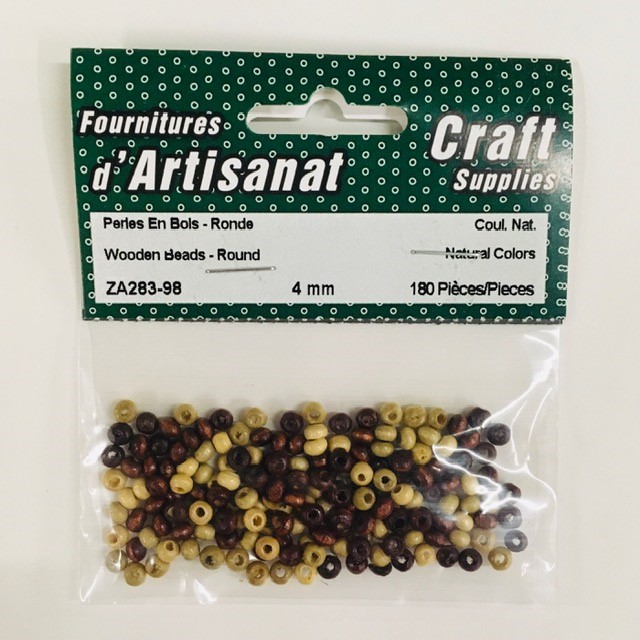 Fournitures
d'Artisanat
Craft
Supplies
Perles En Bois - Ronde Coul. Nat.
Wooden Beads - Round Natural Colors
ZA283-98 4 mm 180 Pièces/Pieces